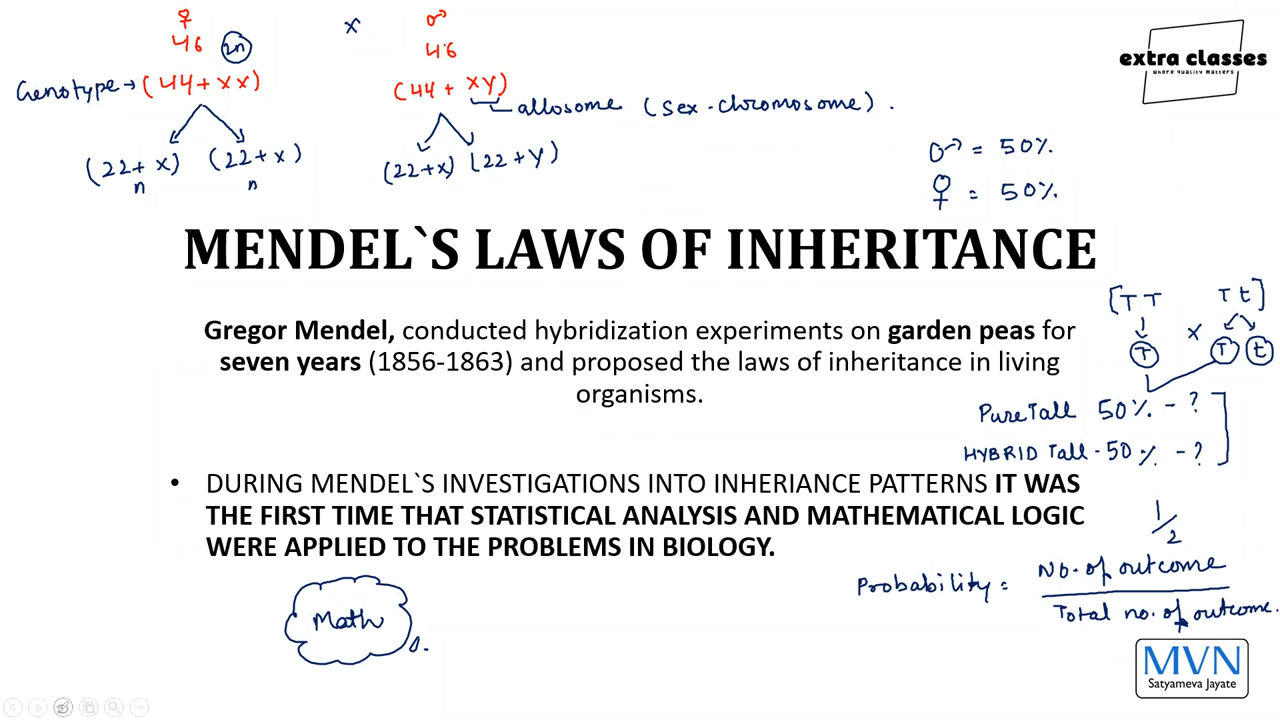 ♀ × ♂
46 2n 46
Genotype → (44 + XX) (44 + XY)
allosome (Sex-chromosome).
(22 + X) (22 + X) (22+X) (22 + Y)
n n
♂ = 50%.
♀ = 50%.
extra classes
where quality matters
MENDEL`S LAWS OF INHERITANCE
[TT × Tt]
T T t
Gregor Mendel, conducted hybridization experiments on garden peas for
seven years (1856-1863) and proposed the laws of inheritance in living
organisms.
Pure Tall 50% - ?
HYBRID Tall - 50% - ?
• DURING MENDEL`S INVESTIGATIONS INTO INHERIANCE PATTERNS IT WAS
THE FIRST TIME THAT STATISTICAL ANALYSIS AND MATHEMATICAL LOGIC
WERE APPLIED TO THE PROBLEMS IN BIOLOGY.
1/2
Probability = No. of outcome
Total no. of outcome.
Math
MVN
Satyameva Jayate